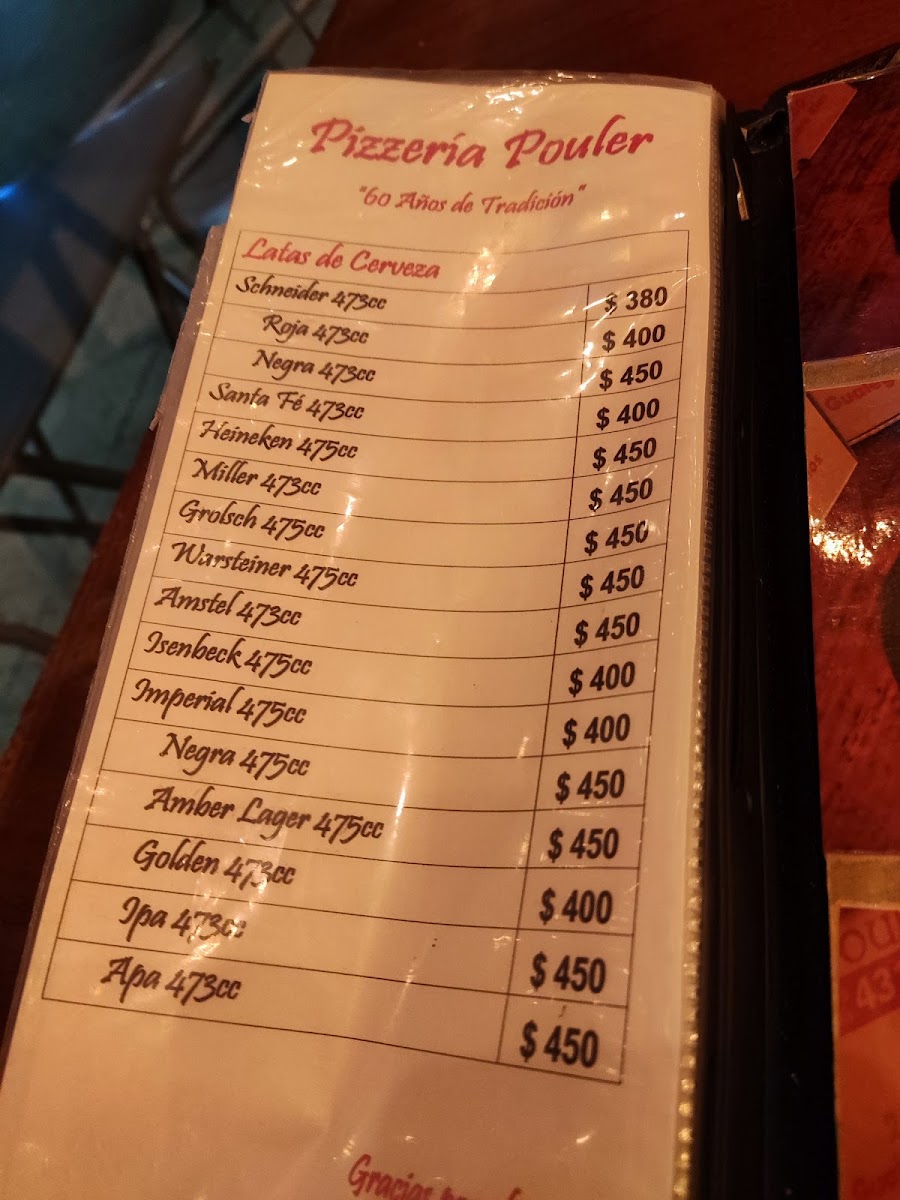 Pizzería Pouler
"60 Años de Tradición"
Latas de Cerveza
Schneider 473cc $ 380
Roja 473cc $ 400
Negra 473cc $ 450
Santa Fé 473cc $ 400
Heineken 475cc $ 450
Miller 473cc $ 450
Grolsch 475cc $ 450
Warsteiner 475cc $ 450
Amstel 473cc $ 450
Isenbeck 475cc $ 400
Imperial 475cc $ 400
Negra 475cc $ 450
Amber Lager 475cc $ 450
Golden 473cc $ 400
Ipa 473cc $ 450
Apa 473cc $ 450
Gracias